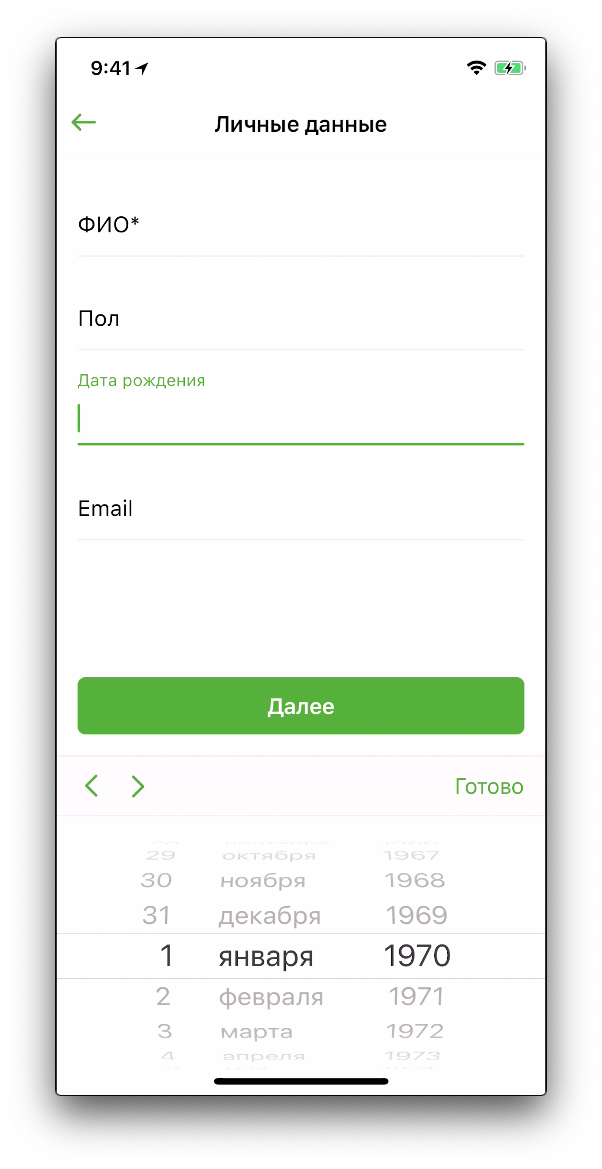 9:41
Личные данные
ФИО*
Пол
Дата рождения
Email
Далее
Готово
29 октября 1967
30 ноября 1968
31 декабря 1969
1 января 1970
2 февраля 1971
3 марта 1972
4 апреля 1973